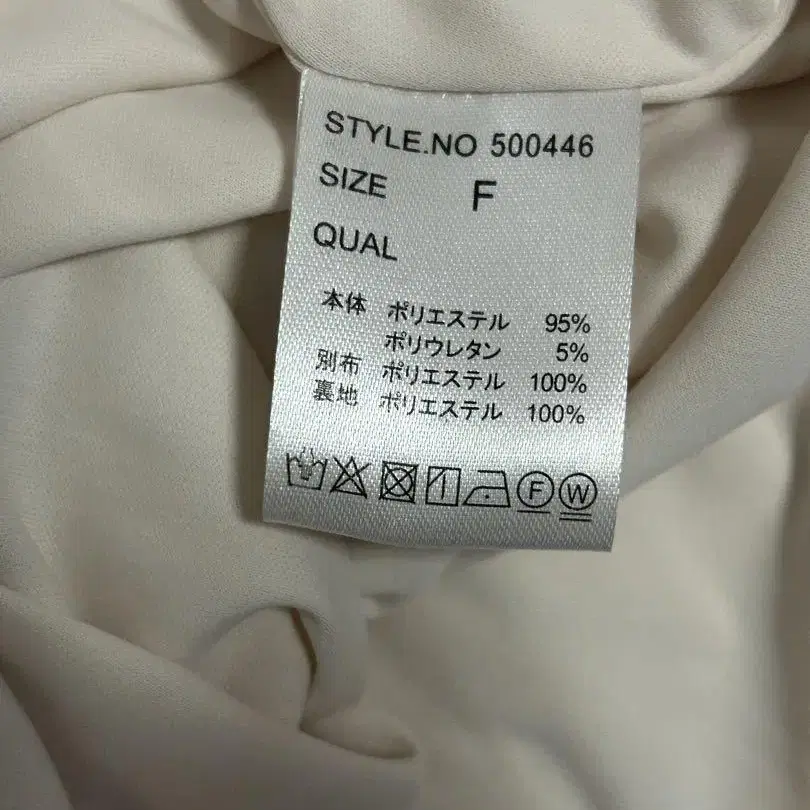 STYLE.NO 500446
SIZE F
QUAL
本体 ポリエステル 95%
ポリウレタン 5%
別布 ポリエステル 100%
裏地 ポリエステル 100%
F W